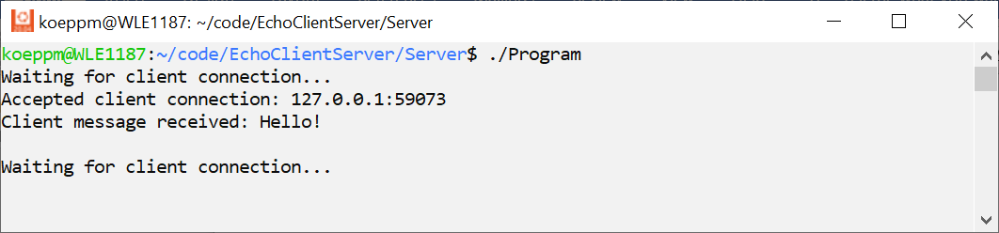 koeppm@WLE1187: ~/code/EchoClientServer/Server
koeppm@WLE1187:~/code/EchoClientServer/Server$ ./Program
Waiting for client connection...
Accepted client connection: 127.0.0.1:59073
Client message received: Hello!
Waiting for client connection...